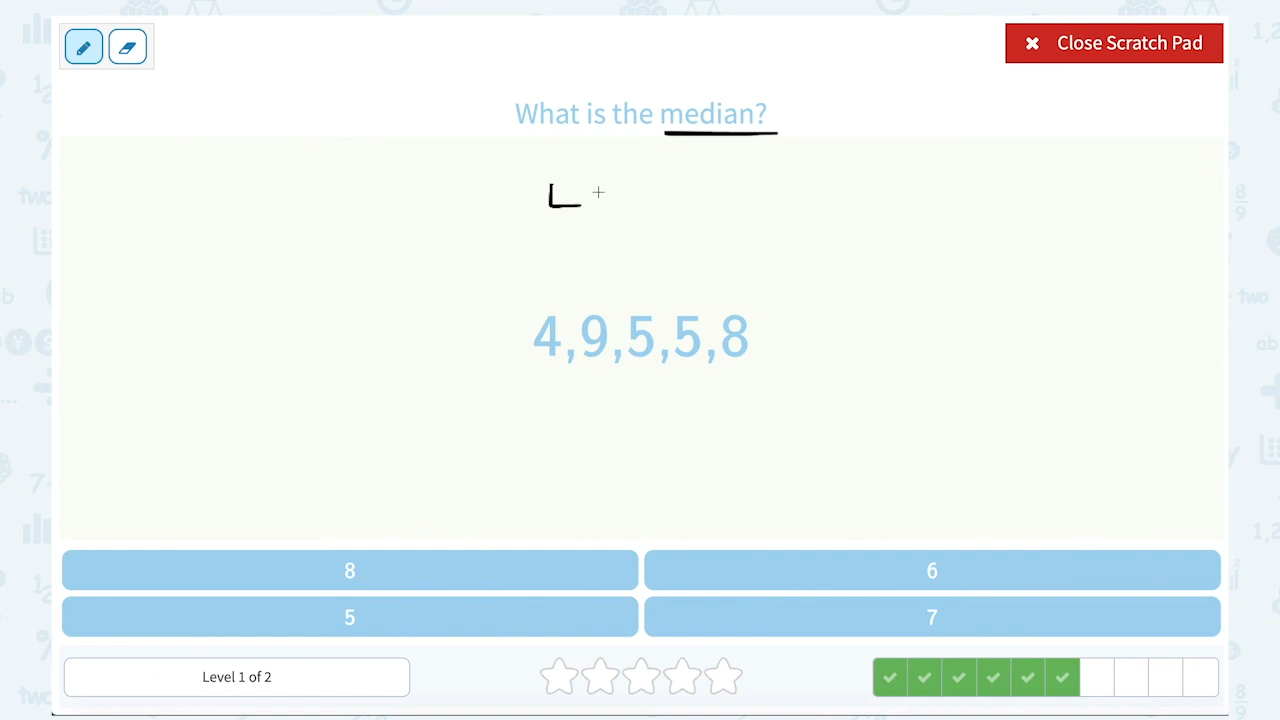 Close Scratch Pad
What is the median?
4,9,5,5,8
8
6
5
7
Level 1 of 2